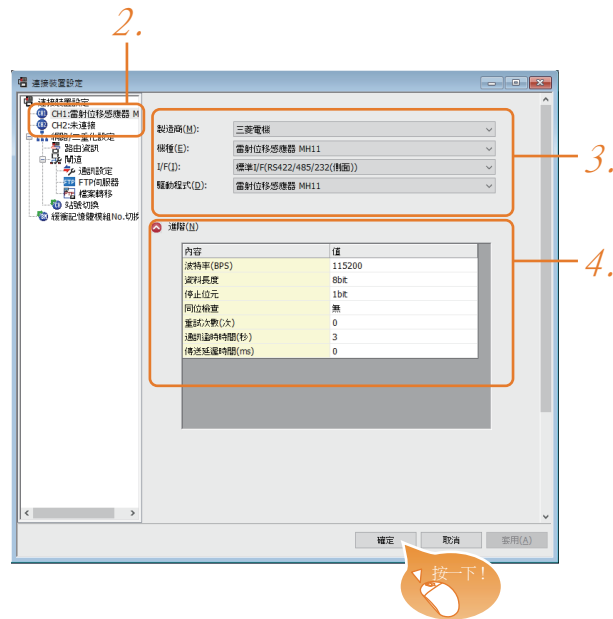 2.
連接裝置設定
連接裝置設定
CH1:雷射位移感應器 M
CH2:未連接
網路/二重化設定
路由資訊
閘道
通訊設定
FTP伺服器
檔案轉移
站號切換
緩衝記憶體模組No.切換
製造商(M):
三菱電機
機種(E):
雷射位移感應器 MH11
I/F(I):
標準I/F(RS422/485/232(側面))
驅動程式(D):
雷射位移感應器 MH11
3.
進階(N)
內容 值
波特率(BPS) 115200
資料長度 8bit
停止位元 1bit
同位檢查 無
重試次數(次) 0
通訊逾時時間(秒) 3
傳送延遲時間(ms) 0
4.
確定 取消 套用(A)
按一下!